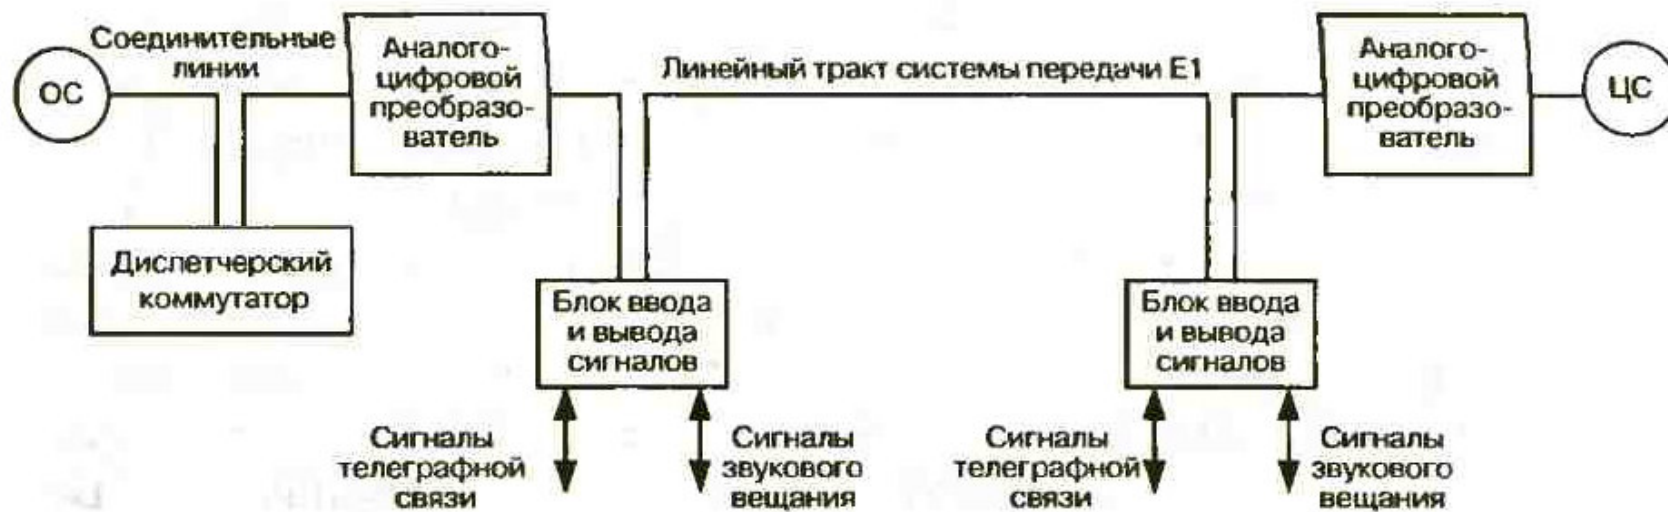 Соединительные
линии
ОС
Аналого-
цифровой
преобразо-
ватель
Линейный тракт системы передачи Е1
Аналого-
цифровой
преобразо-
ватель
ЦС
Диспетчерский
коммутатор
Блок ввода
и вывода
сигналов
Блок ввода
и вывода
сигналов
Сигналы
телеграфной
связи
Сигналы
звукового
вещания
Сигналы
телеграфной
связи
Сигналы
звукового
вещания